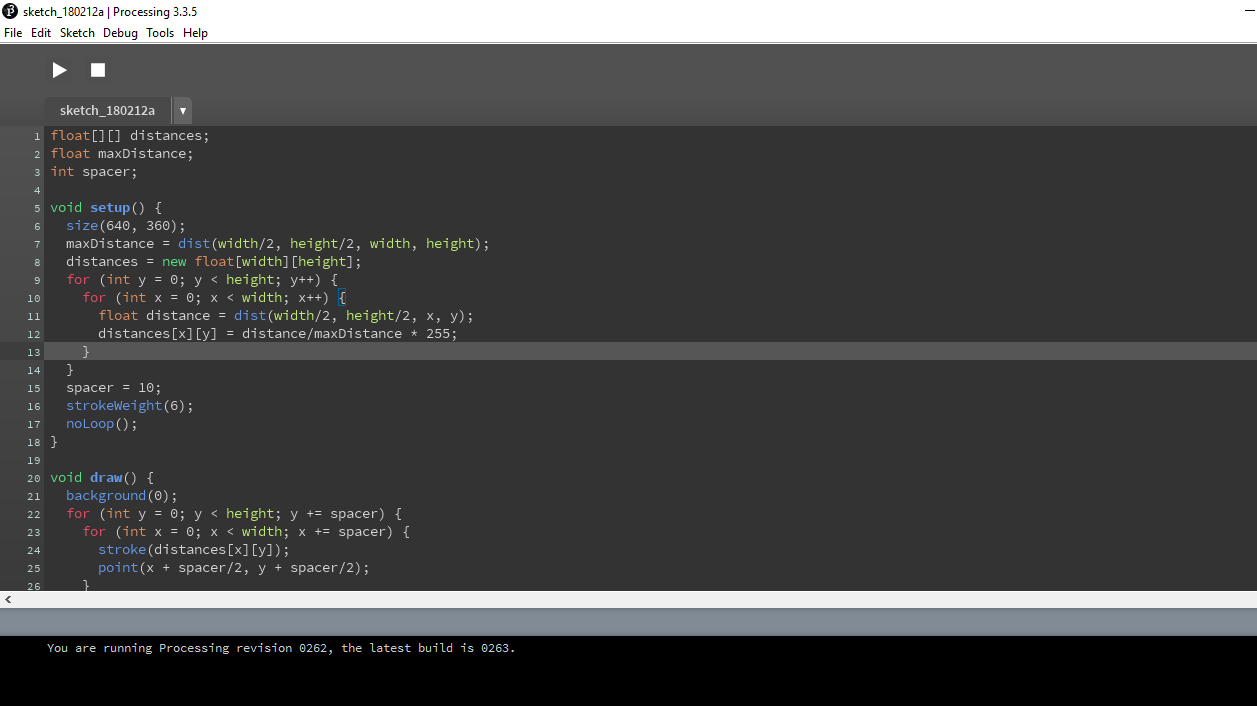 sketch_180212a | Processing 3.3.5
File Edit Sketch Debug Tools Help
sketch_180212a ▼
1 float[][] distances;
2 float maxDistance;
3 int spacer;
4
5 void setup() {
6   size(640, 360);
7   maxDistance = dist(width/2, height/2, width, height);
8   distances = new float[width][height];
9   for (int y = 0; y < height; y++) {
10     for (int x = 0; x < width; x++) {
11       float distance = dist(width/2, height/2, x, y);
12       distances[x][y] = distance/maxDistance * 255;
13     }
14   }
15   spacer = 10;
16   strokeWeight(6);
17   noLoop();
18 }
19
20 void draw() {
21   background(0);
22   for (int y = 0; y < height; y += spacer) {
23     for (int x = 0; x < width; x += spacer) {
24       stroke(distances[x][y]);
25       point(x + spacer/2, y + spacer/2);
26     }
You are running Processing revision 0262, the latest build is 0263.